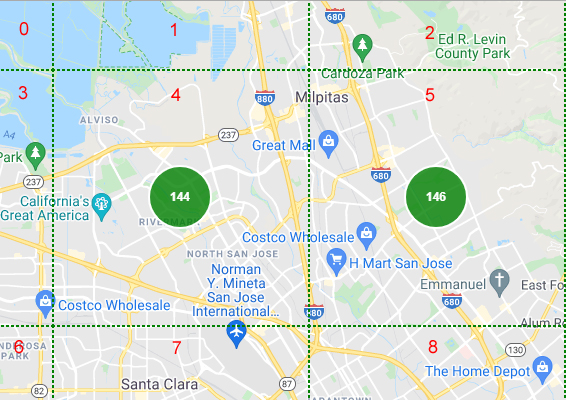 0
1
2
680
Ed R. Levin
County Park
Cardoza Park
3
4
5
880
Milpitas
ALVISO
A4
237
Great Mall
Park
680
237
California's
Great America
144
146
RIVERMARK
Costco Wholesale
NORTH SAN JOSE
H Mart San Jose
Norman
Y. Mineta
San Jose
International...
Emmanuel
East Fo
680
Costco Wholesale
880
Alum Ro
6
7
8
PARK
130
The Home Depot
Santa Clara
82
87